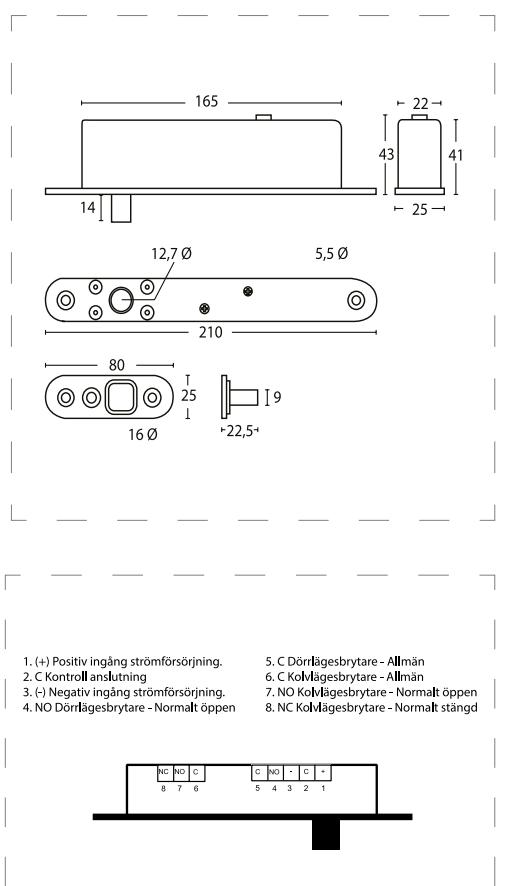 165
22
43
41
14
25
12,7 Ø
5,5 Ø
210
80
25
9
16 Ø
22,5
1. (+) Positiv ingång strömförsörjning.
2. C Kontroll anslutning
3. (-) Negativ ingång strömförsörjning.
4. NO Dörrlägesbrytare - Normalt öppen
5. C Dörrlägesbrytare - Allmän
6. C Kolvlägesbrytare - Allmän
7. NO Kolvlägesbrytare - Normalt öppen
8. NC Kolvlägesbrytare - Normalt stängd
NC NO C C NO - C +
8 7 6 5 4 3 2 1